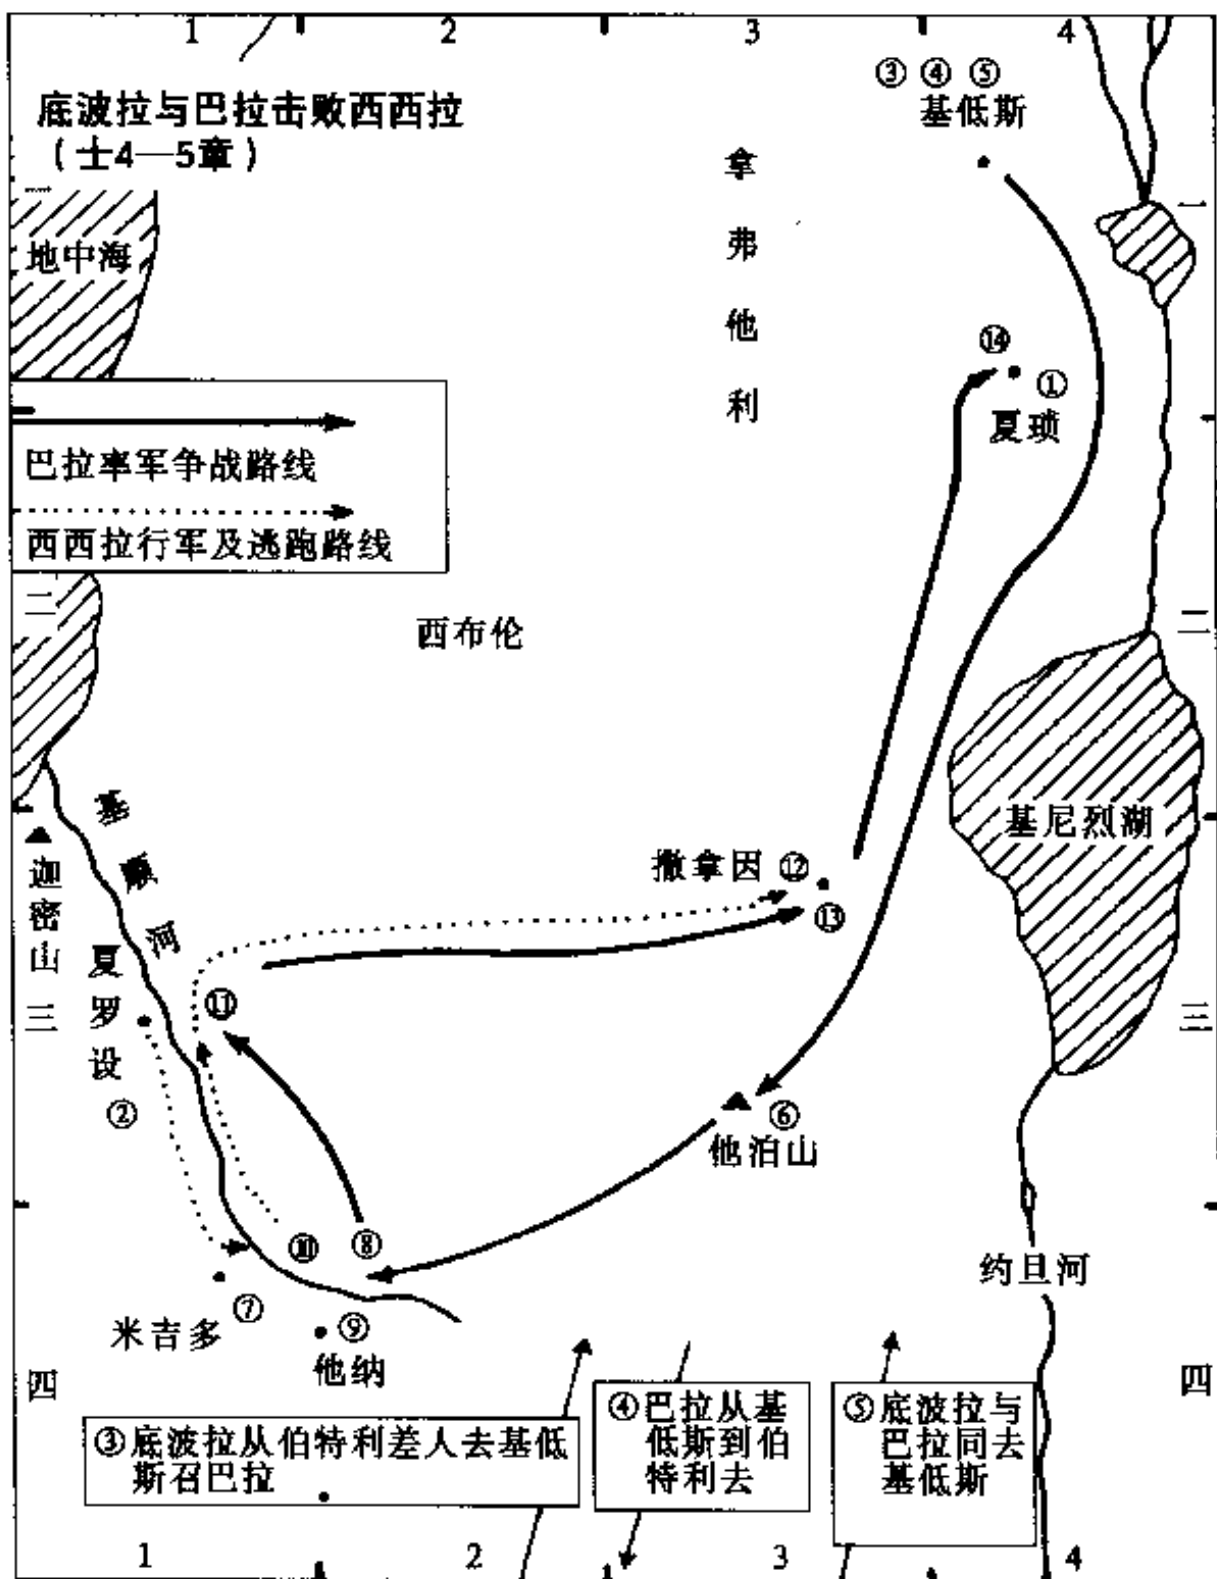 1 2 3 4
底波拉与巴拉击败西西拉
（士4—5章）
③ ④ ⑤
基低斯
拿弗他利
一
地中海
⑭
①
夏琐
巴拉率军争战路线
西西拉行军及逃跑路线
二
二
西布伦
基尼烈湖
基顺河
迦密山
撒拿因 ⑫
⑬
夏罗设
②
⑪
三
三
⑥
他泊山
⑩ ⑧
约旦河
⑦
米吉多
⑨
他纳
四
四
③底波拉从伯特利差人去基低
斯召巴拉
④巴拉从基
低斯到伯
特利去
⑤底波拉与
巴拉同去
基低斯
1 2 3 4